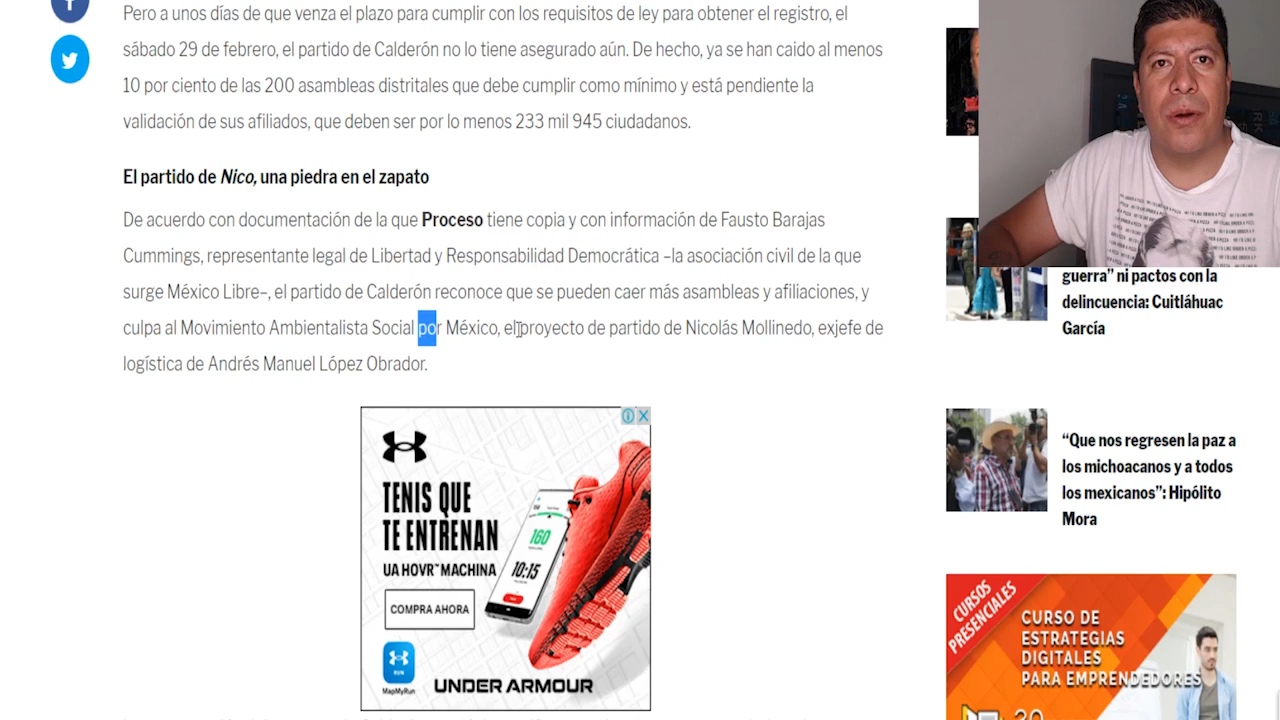 Pero a unos días de que venza el plazo para cumplir con los requisitos de ley para obtener el registro, el
sábado 29 de febrero, el partido de Calderón no lo tiene asegurado aún. De hecho, ya se han caido al menos
10 por ciento de las 200 asambleas distritales que debe cumplir como mínimo y está pendiente la
validación de sus afiliados, que deben ser por lo menos 233 mil 945 ciudadanos.
El partido de Nico, una piedra en el zapato
De acuerdo con documentación de la que Proceso tiene copia y con información de Fausto Barajas
Cummings, representante legal de Libertad y Responsabilidad Democrática –la asociación civil de la que
surge México Libre–, el partido de Calderón reconoce que se pueden caer más asambleas y afiliaciones, y
culpa al Movimiento Ambientalista Social por México, el proyecto de partido de Nicolás Mollinedo, exjefe de
logística de Andrés Manuel López Obrador.
TENIS QUE
TE ENTRENAN
UA HOVR™ MACHINA
COMPRA AHORA
160
10:15
RUN
MapMyRun
UNDER ARMOUR
guerra” ni pactos con la
delincuencia: Cuitláhuac
García
“Que nos regresen la paz a
los michoacanos y a todos
los mexicanos”: Hipólito
Mora
CURSOS
PRESENCIALES
CURSO DE
ESTRATEGIAS
DIGITALES
PARA EMPRENDEDORES